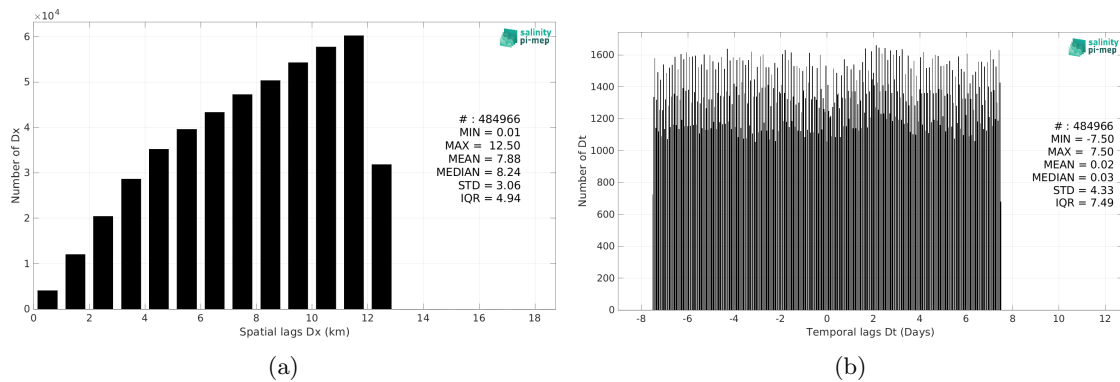 ×10⁴
6
5
4
3
2
1
0
Number of Dx
0 2 4 6 8 10 12 14 16 18
Spatial lags Dx (km)
salinity
pi-mep
# : 484966
MIN = 0.01
MAX = 12.50
MEAN = 7.88
MEDIAN = 8.24
STD = 3.06
IQR = 4.94
(a)
1600
1400
1200
1000
800
600
400
200
0
Number of Dt
-8 -6 -4 -2 0 2 4 6 8 10 12
Temporal lags Dt (Days)
salinity
pi-mep
# : 484966
MIN = -7.50
MAX = 7.50
MEAN = 0.02
MEDIAN = 0.03
STD = 4.33
IQR = 7.49
(b)